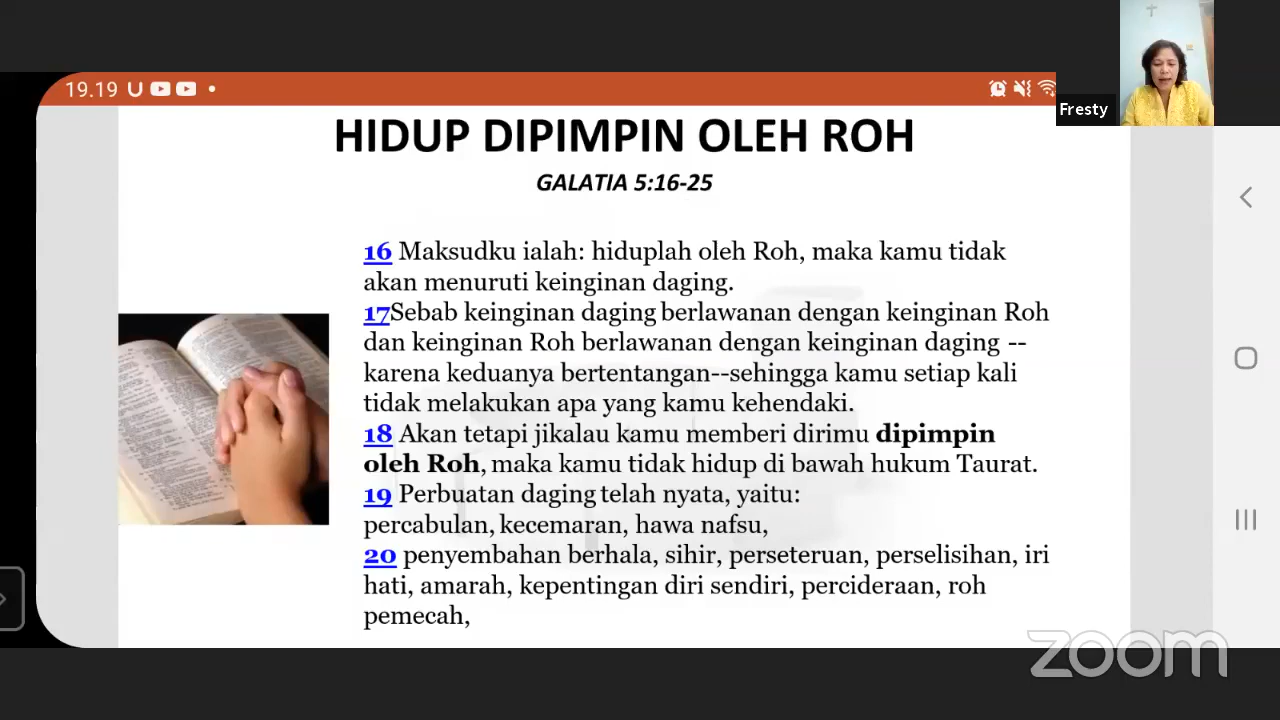 19.19
Fresty
HIDUP DIPIMPIN OLEH ROH
GALATIA 5:16-25
16 Maksudku ialah: hiduplah oleh Roh, maka kamu tidak
akan menuruti keinginan daging.
17Sebab keinginan daging berlawanan dengan keinginan Roh
dan keinginan Roh berlawanan dengan keinginan daging --
karena keduanya bertentangan--sehingga kamu setiap kali
tidak melakukan apa yang kamu kehendaki.
18 Akan tetapi jikalau kamu memberi dirimu dipimpin
oleh Roh, maka kamu tidak hidup di bawah hukum Taurat.
19 Perbuatan daging telah nyata, yaitu:
percabulan, kecemaran, hawa nafsu,
20 penyembahan berhala, sihir, perseteruan, perselisihan, iri
hati, amarah, kepentingan diri sendiri, percideraan, roh
pemecah,
zoom